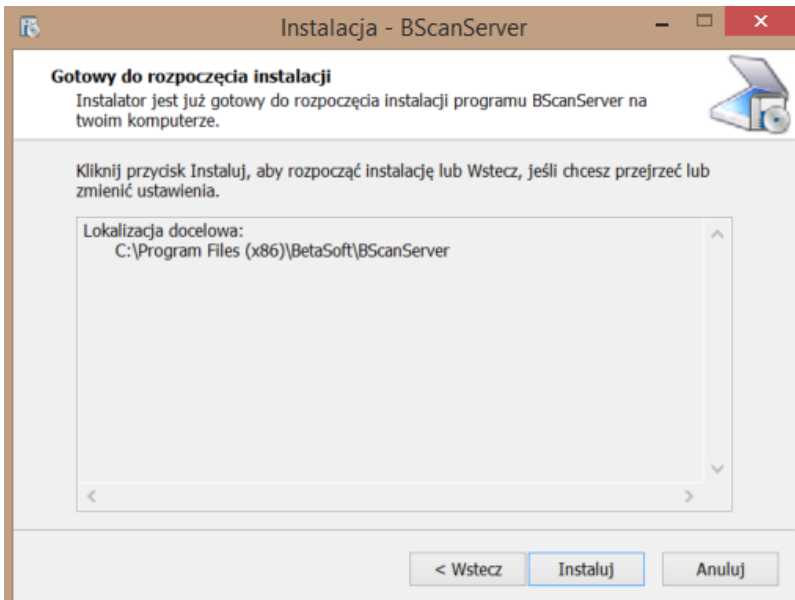 Instalacja - BScanServer
Gotowy do rozpoczęcia instalacji
Instalator jest już gotowy do rozpoczęcia instalacji programu BScanServer na
twoim komputerze.
Kliknij przycisk Instaluj, aby rozpocząć instalację lub Wstecz, jeśli chcesz przejrzeć lub
zmienić ustawienia.
Lokalizacja docelowa:
C:\Program Files (x86)\BetaSoft\BScanServer
< Wstecz Instaluj Anuluj